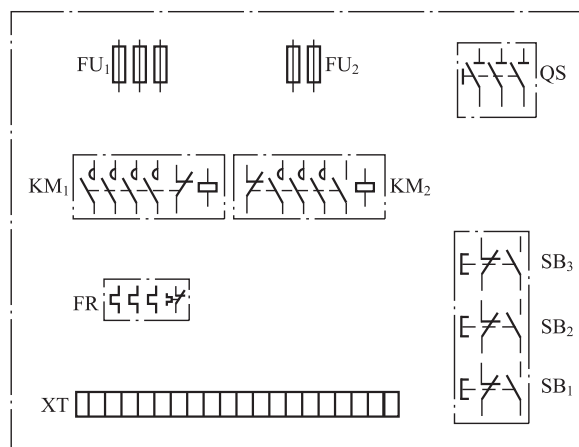 FU₁
FU₂
QS
KM₁
KM₂
SB₃
FR
SB₂
XT
SB₁